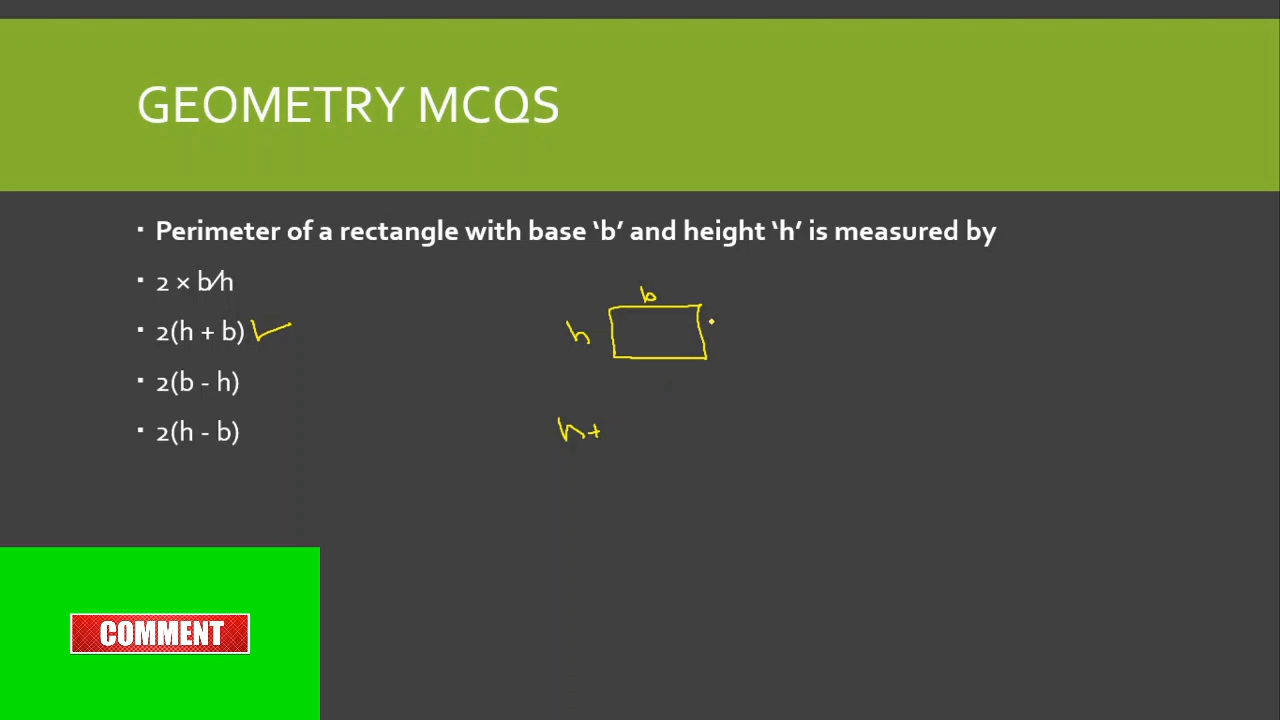 GEOMETRY MCQS
▪ Perimeter of a rectangle with base ‘b’ and height ‘h’ is measured by
▪ 2 × b⁄h
▪ 2(h + b)
▪ 2(b - h)
▪ 2(h - b)
b
h
h+
COMMENT